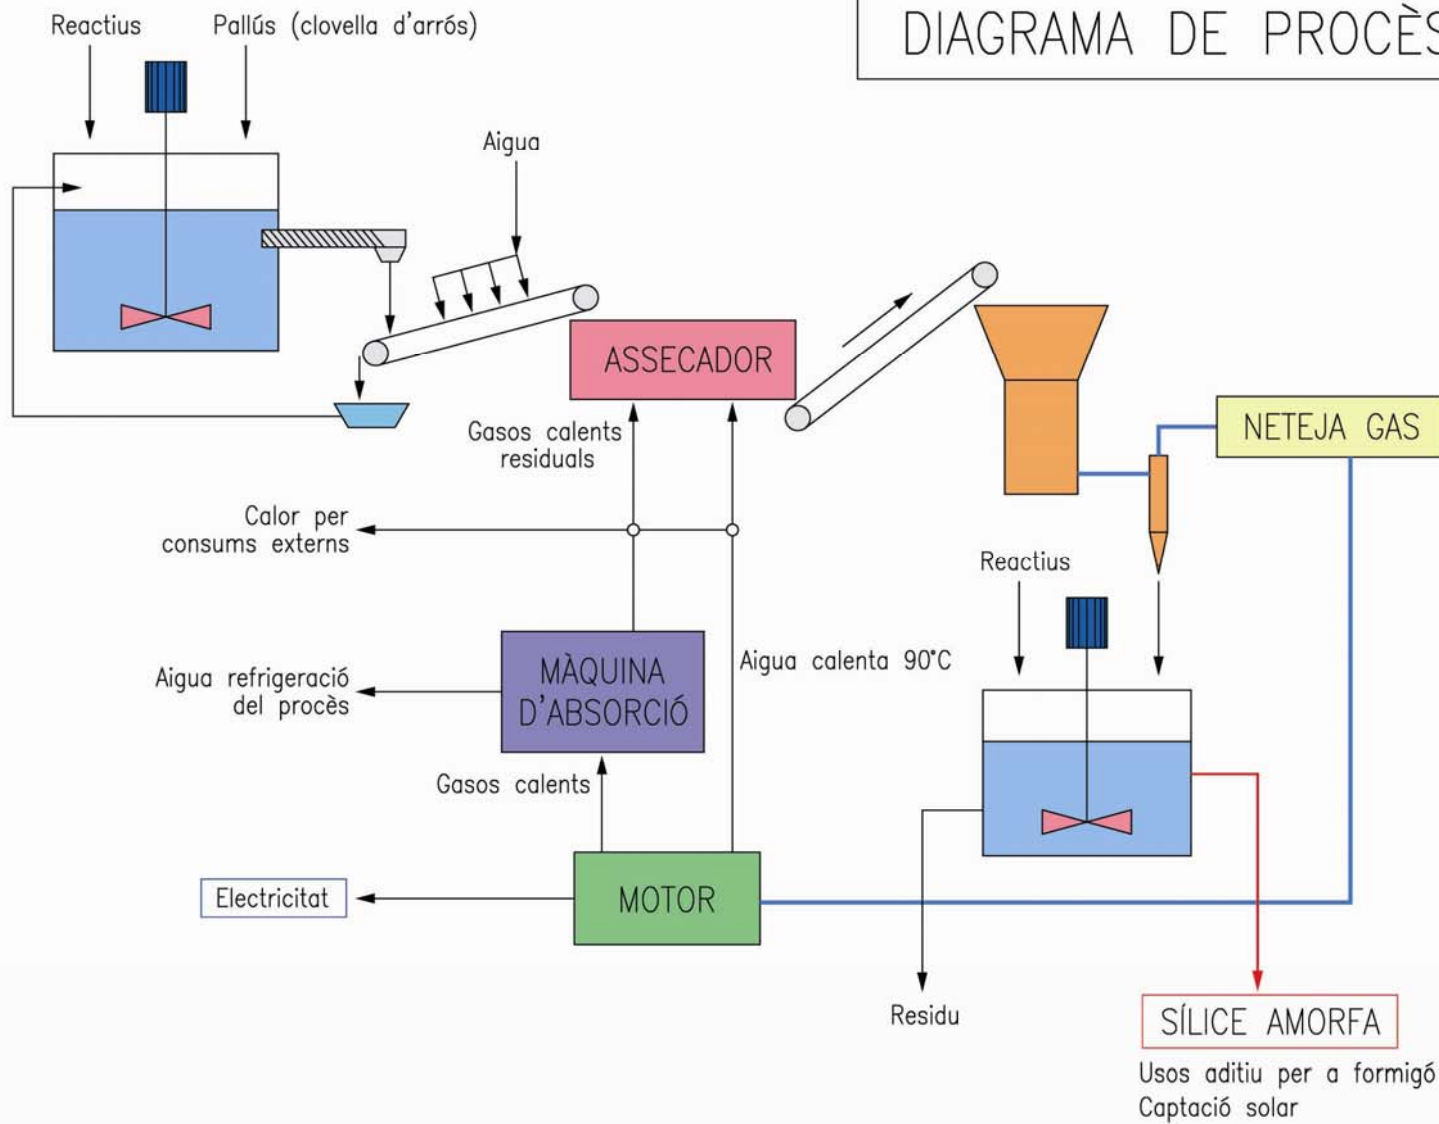 DIAGRAMA DE PROCÈS
Reactius
Pallús (clovella d'arrós)
Aigua
ASSECADOR
Gasos calents
residuals
NETEJA GAS
Calor per
consums externs
Reactius
Aigua calenta 90°C
MÀQUINA
D'ABSORCIÓ
Aigua refrigeració
del procès
Gasos calents
Electricitat
MOTOR
Residu
SÍLICE AMORFA
Usos aditiu per a formigó
Captació solar